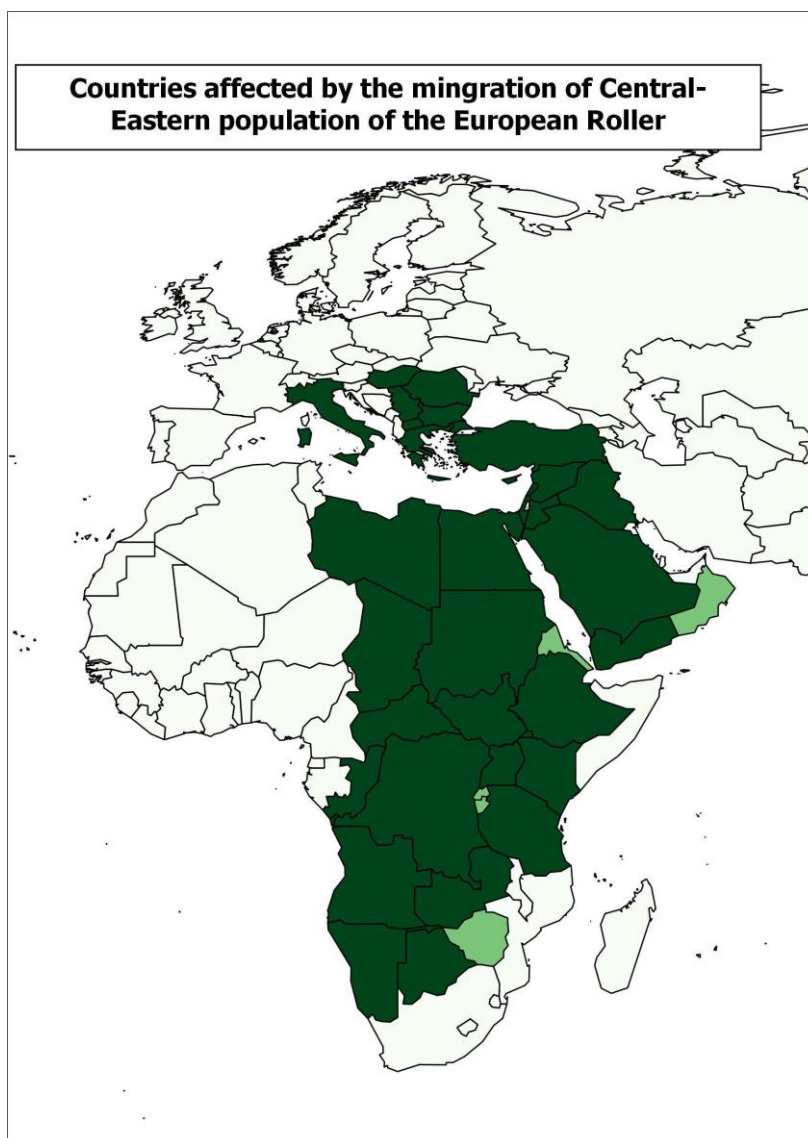 Countries affected by the mingration of Central-
Eastern population of the European Roller